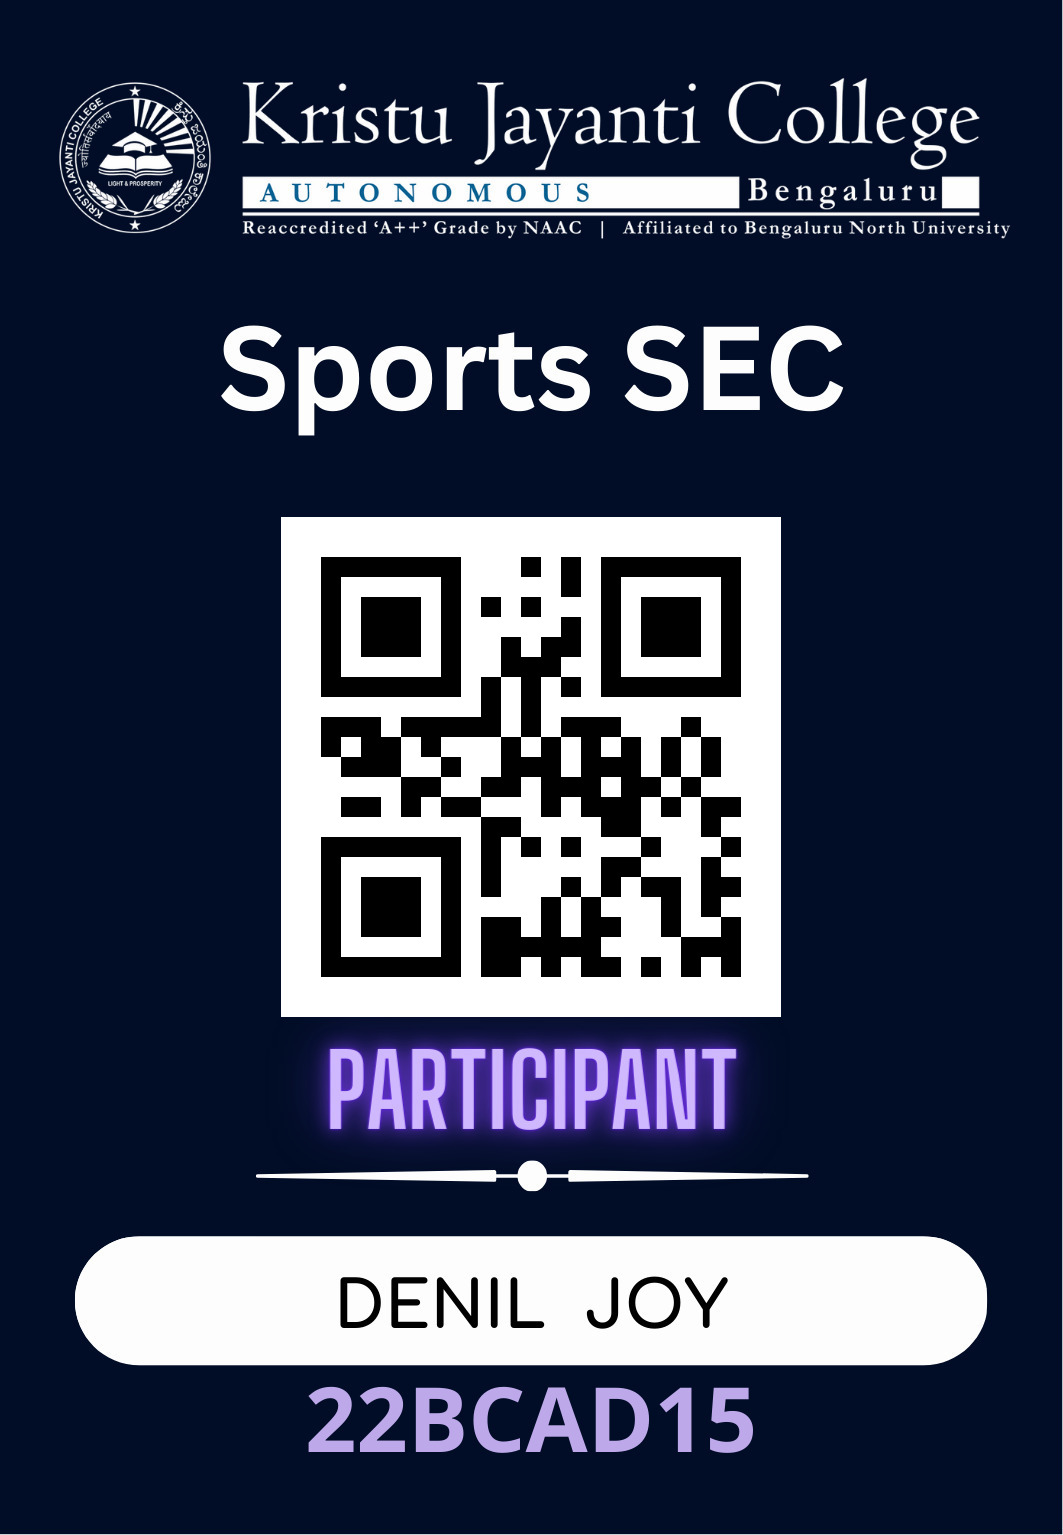 Kristu Jayanti College
AUTONOMOUS Bengaluru
Reaccredited ‘A++’ Grade by NAAC | Affiliated to Bengaluru North University
KRISTU JAYANTI COLLEGE
ಕ್ರಿಸ್ತು ಜಯಂತಿ ಕಾಲೇಜು
LIGHT & PROSPERITY
Sports SEC
PARTICIPANT
DENIL JOY
22BCAD15